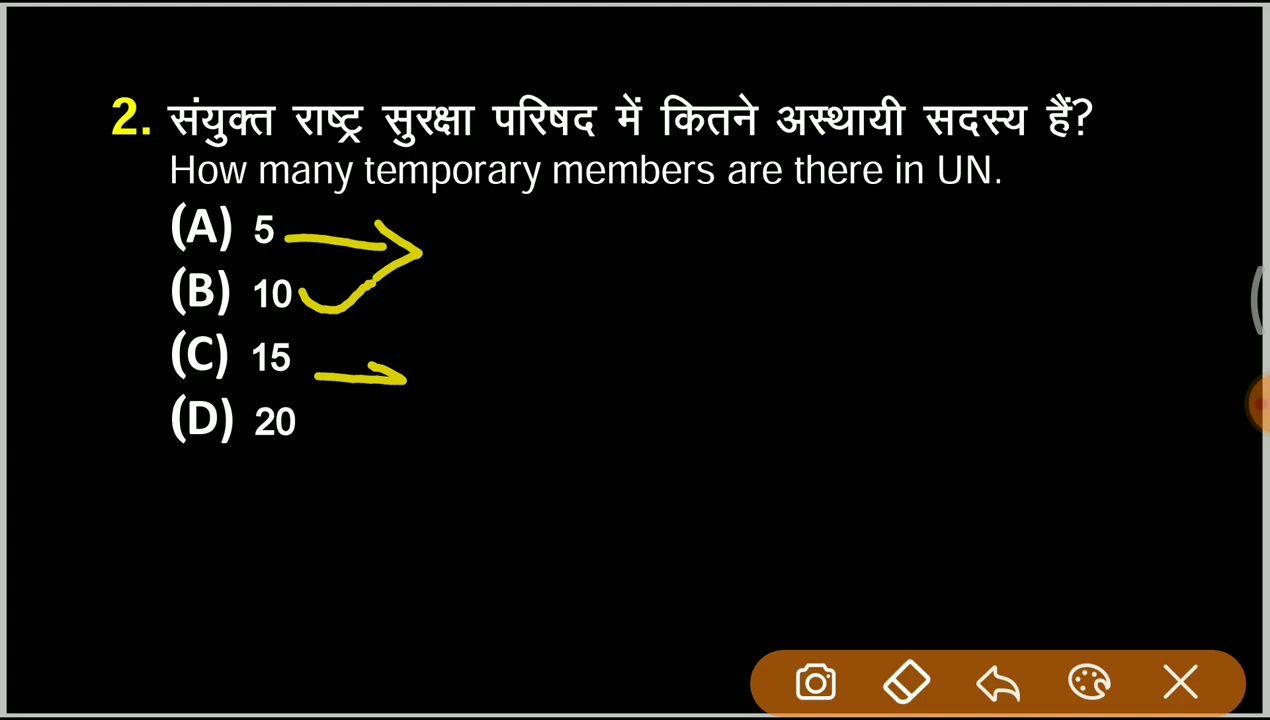 2. संयुक्त राष्ट्र सुरक्षा परिषद में कितने अस्थायी सदस्य हैं?
How many temporary members are there in UN.
(A) 5
(B) 10
(C) 15
(D) 20